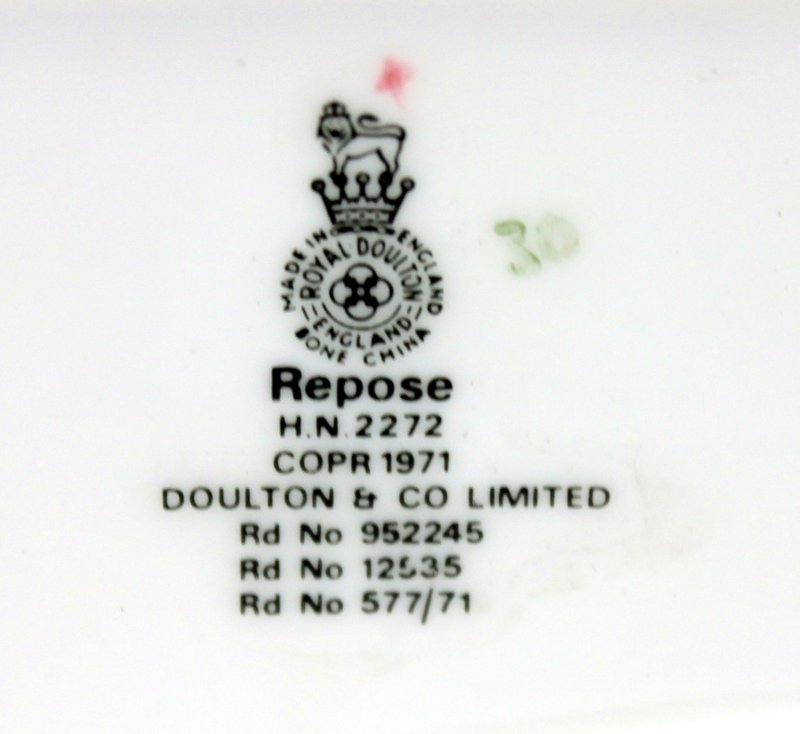 MADE IN ENGLAND
ROYAL DOULTON
ENGLAND
BONE CHINA
30
Repose
H.N. 2272
COPR 1971
DOULTON & CO LIMITED
Rd No 952245
Rd No 12535
Rd No 577/71